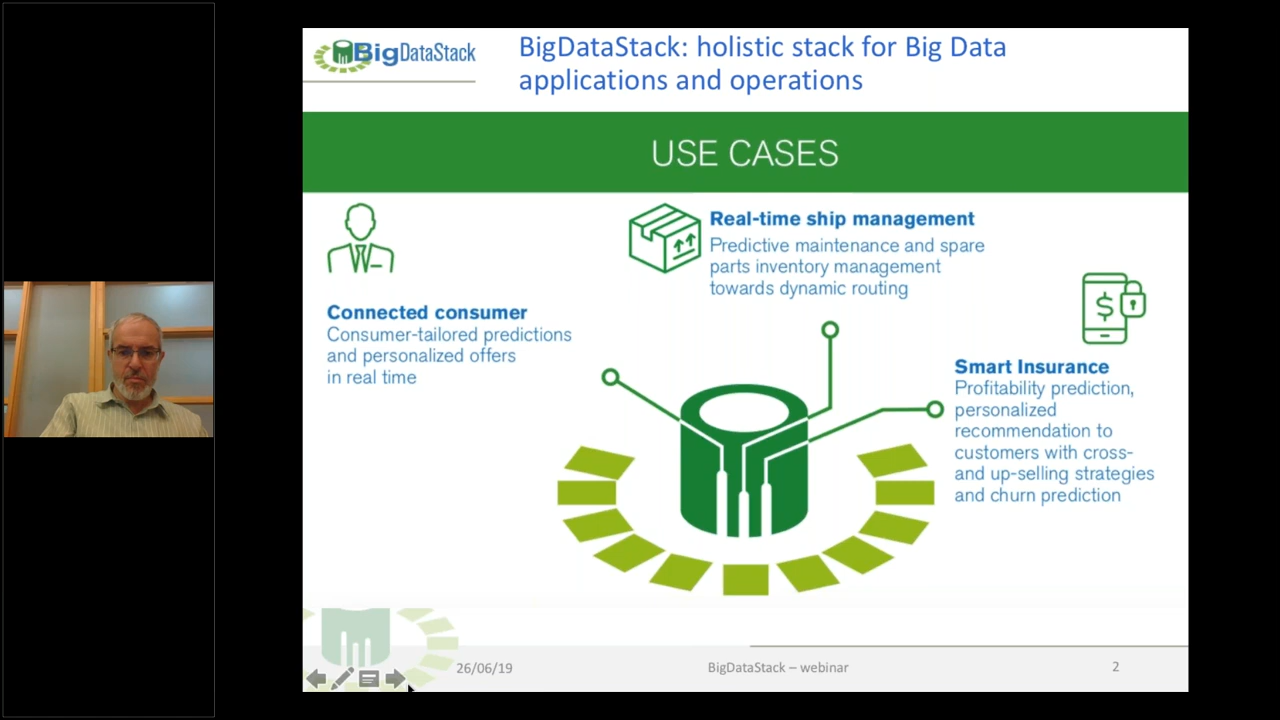 BigDataStack
BigDataStack: holistic stack for Big Data
applications and operations
USE CASES
Connected consumer
Consumer-tailored predictions
and personalized offers
in real time
Real-time ship management
Predictive maintenance and spare
parts inventory management
towards dynamic routing
$
Smart Insurance
Profitability prediction,
personalized
recommendation to
customers with cross-
and up-selling strategies
and churn prediction
26/06/19
BigDataStack – webinar
2